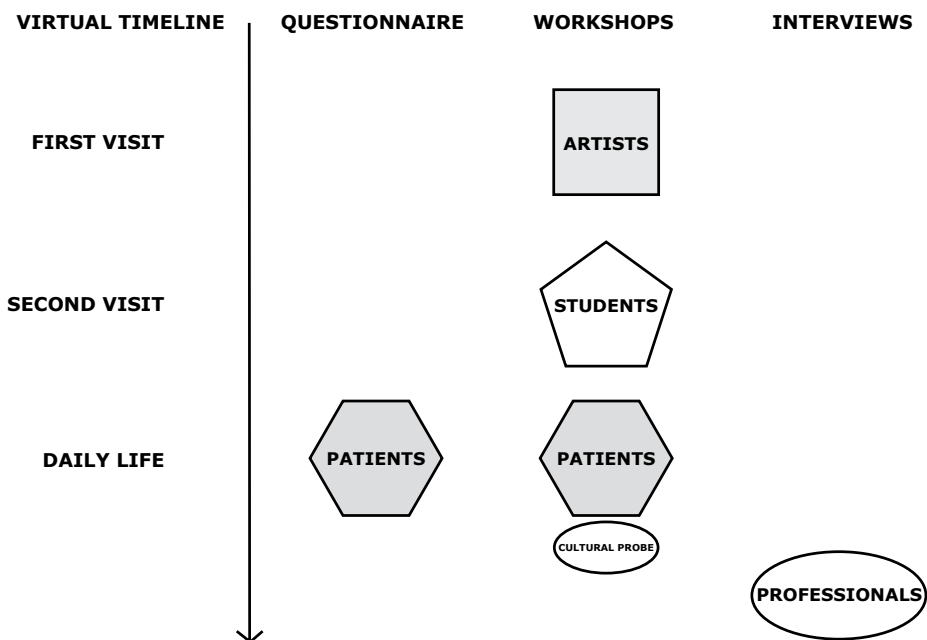 VIRTUAL TIMELINE QUESTIONNAIRE WORKSHOPS INTERVIEWS
FIRST VISIT ARTISTS
SECOND VISIT STUDENTS
DAILY LIFE PATIENTS PATIENTS
CULTURAL PROBE
PROFESSIONALS